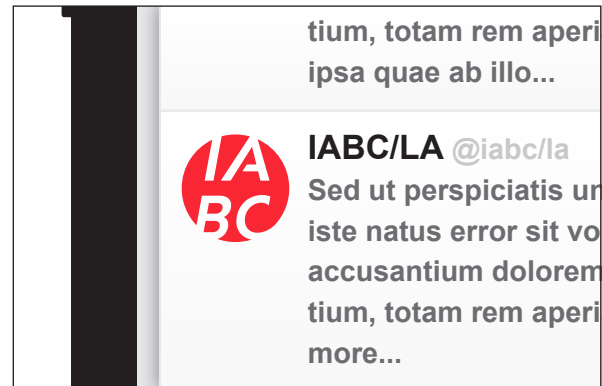 tium, totam rem aperi
ipsa quae ab illo...
IABC/LA @iabc/la
IA
BC
Sed ut perspiciatis un
iste natus error sit vo
accusantium dolorem
tium, totam rem aperi
more...